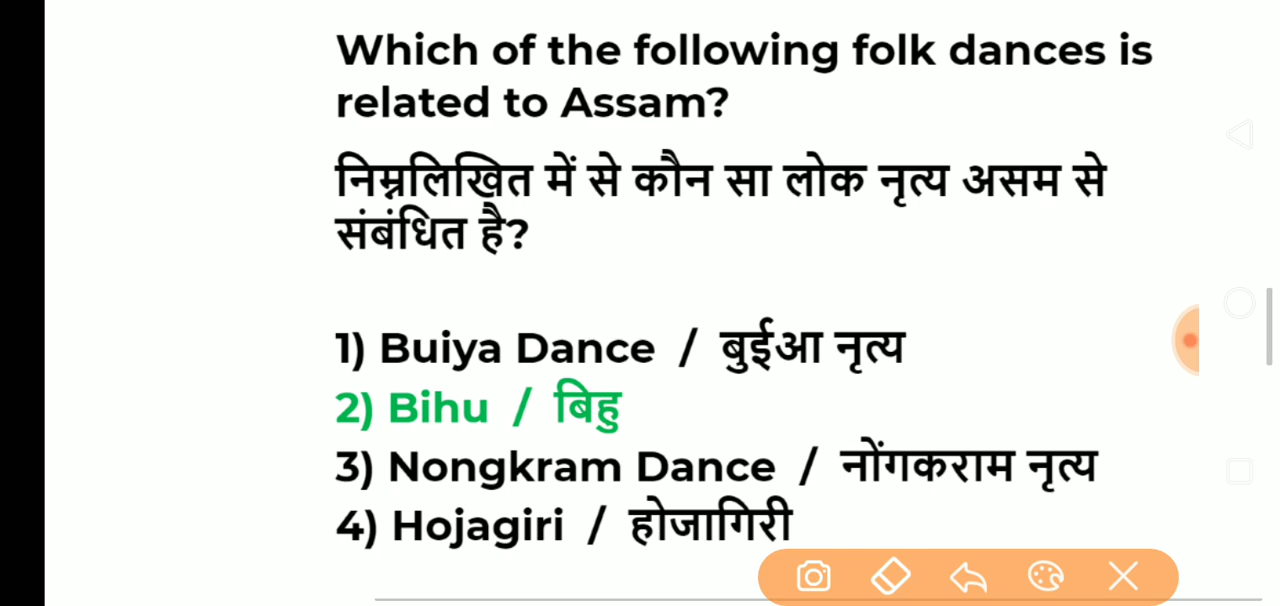 Which of the following folk dances is
related to Assam?
निम्नलिखित में से कौन सा लोक नृत्य असम से
संबंधित है?
1) Buiya Dance / बुईआ नृत्य
2) Bihu / बिहु
3) Nongkram Dance / नोंगकराम नृत्य
4) Hojagiri / होजागिरी